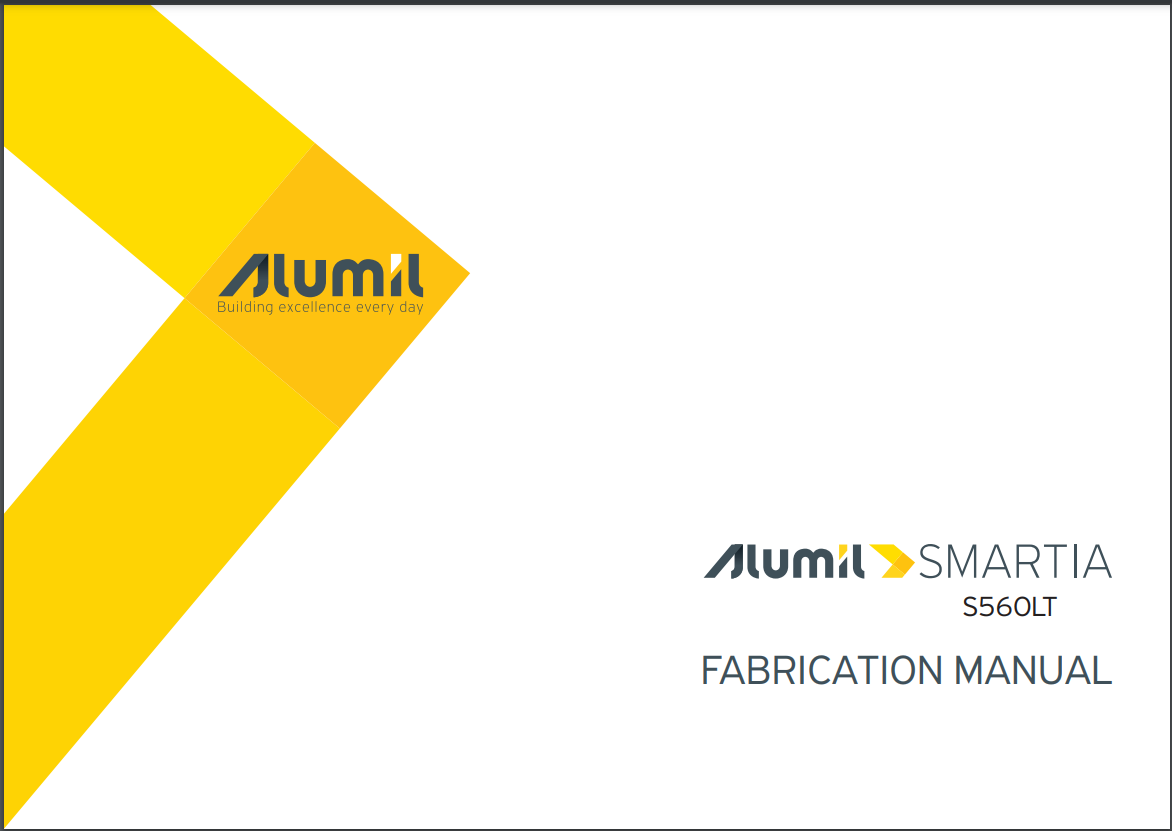 Alumil
Building excellence every day
Alumil SMARTIA
S560LT
FABRICATION MANUAL